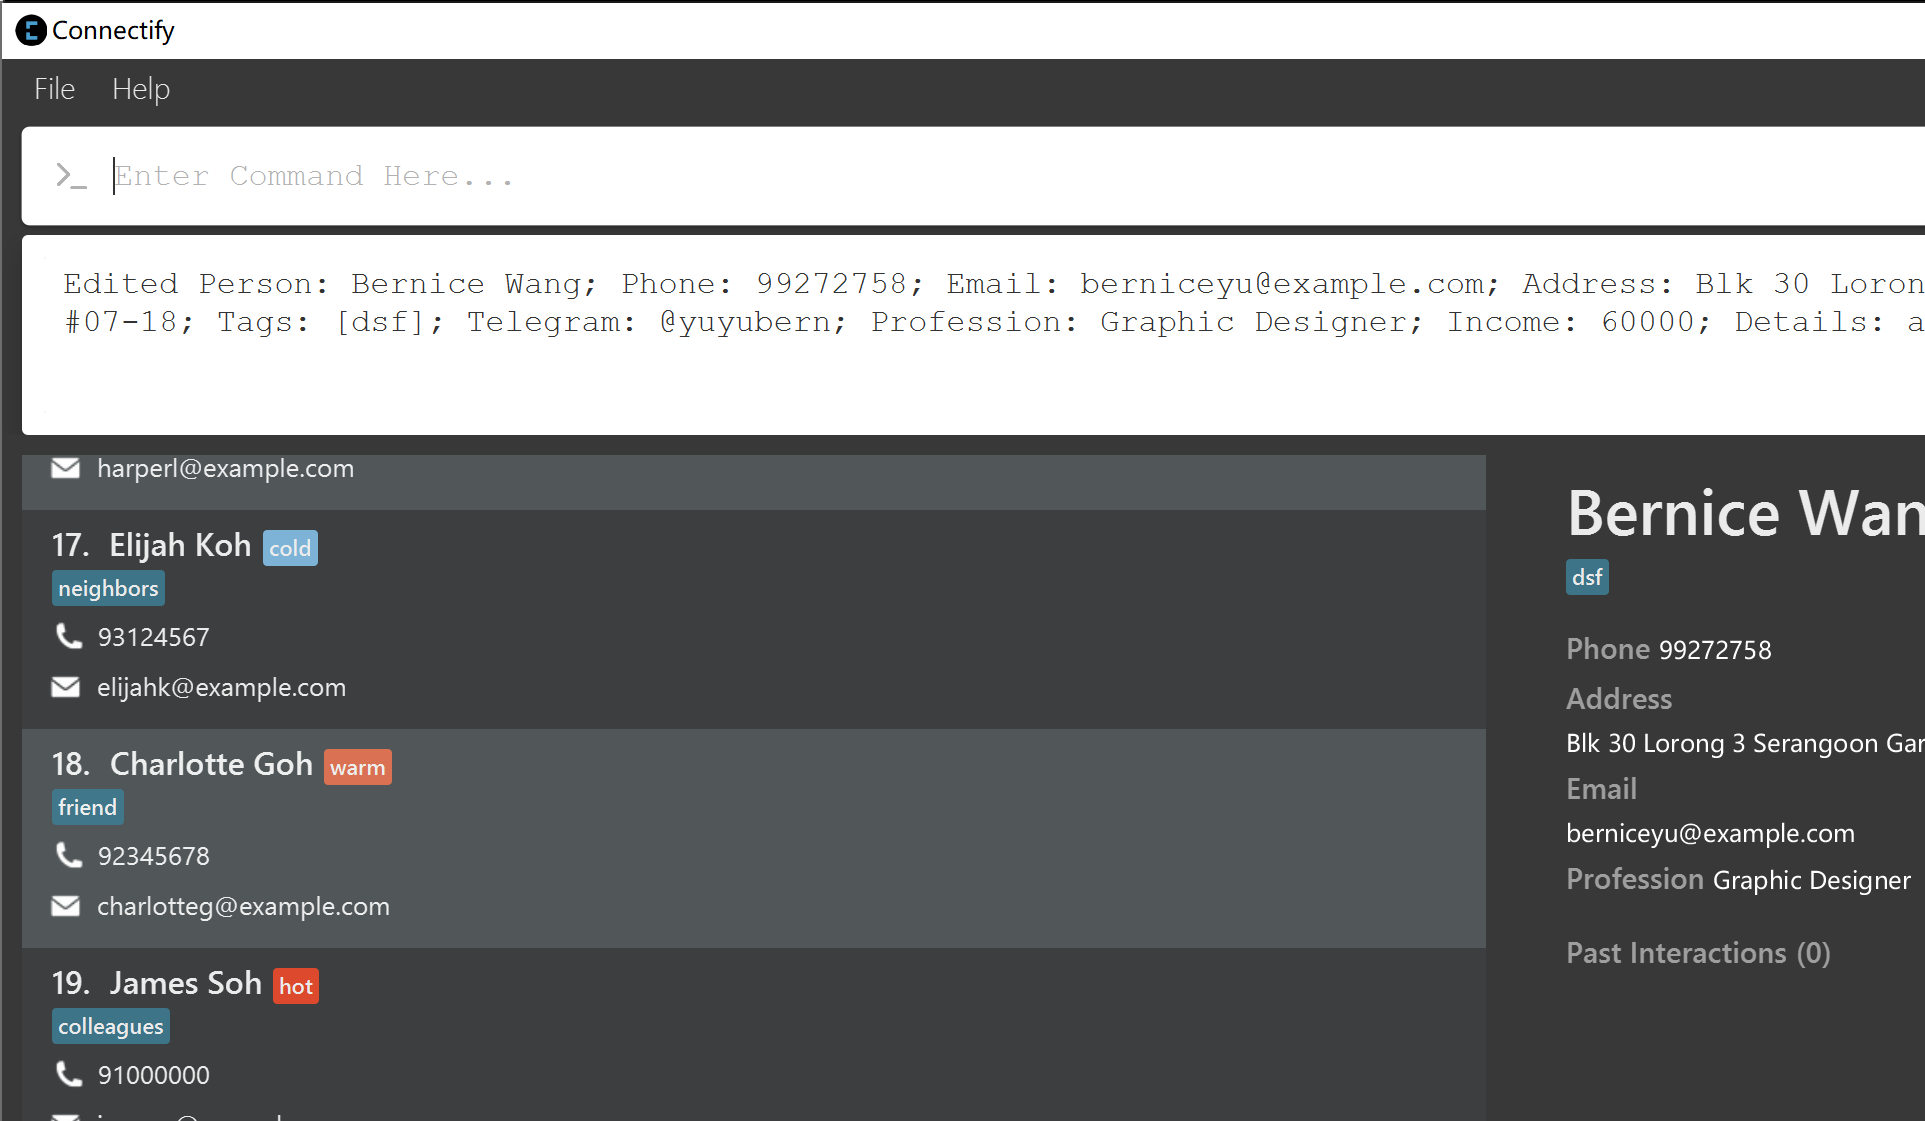 Connectify
File Help
Enter Command Here...
Edited Person: Bernice Wang; Phone: 99272758; Email: berniceyu@example.com; Address: Blk 30 Loron
#07-18; Tags: [dsf]; Telegram: @yuyubern; Profession: Graphic Designer; Income: 60000; Details: a
harperl@example.com
17. Elijah Koh cold
neighbors
93124567
elijahk@example.com
18. Charlotte Goh warm
friend
92345678
charlotteg@example.com
19. James Soh hot
colleagues
91000000
Bernice Wan
dsf
Phone 99272758
Address
Blk 30 Lorong 3 Serangoon Gar
Email
berniceyu@example.com
Profession Graphic Designer
Past Interactions (0)